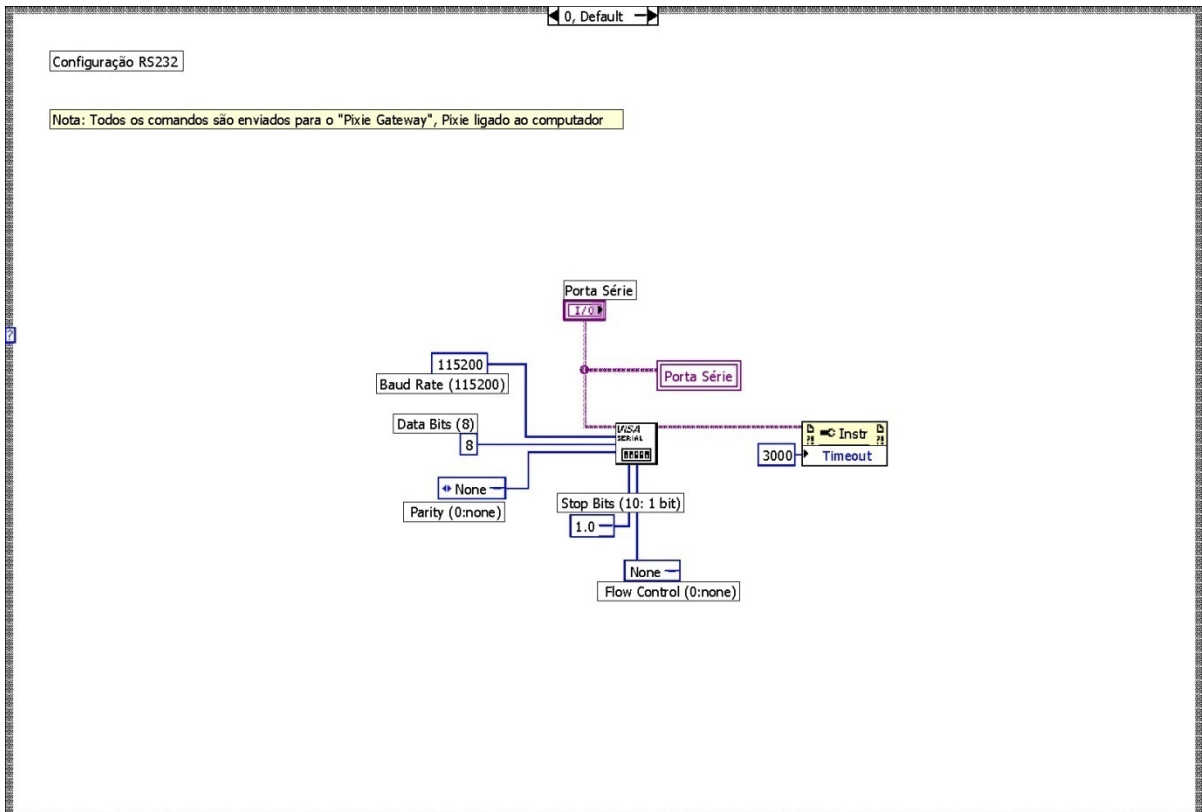 0, Default
Configuração RS232
Nota: Todos os comandos são enviados para o "Pixie Gateway", Pixie ligado ao computador
?
Porta Série
I/O
115200
Porta Série
Baud Rate (115200)
Data Bits (8)
8
VISA
SERIAL
Instr
3000
Timeout
None
Stop Bits (10: 1 bit)
Parity (0:none)
1.0
None
Flow Control (0:none)